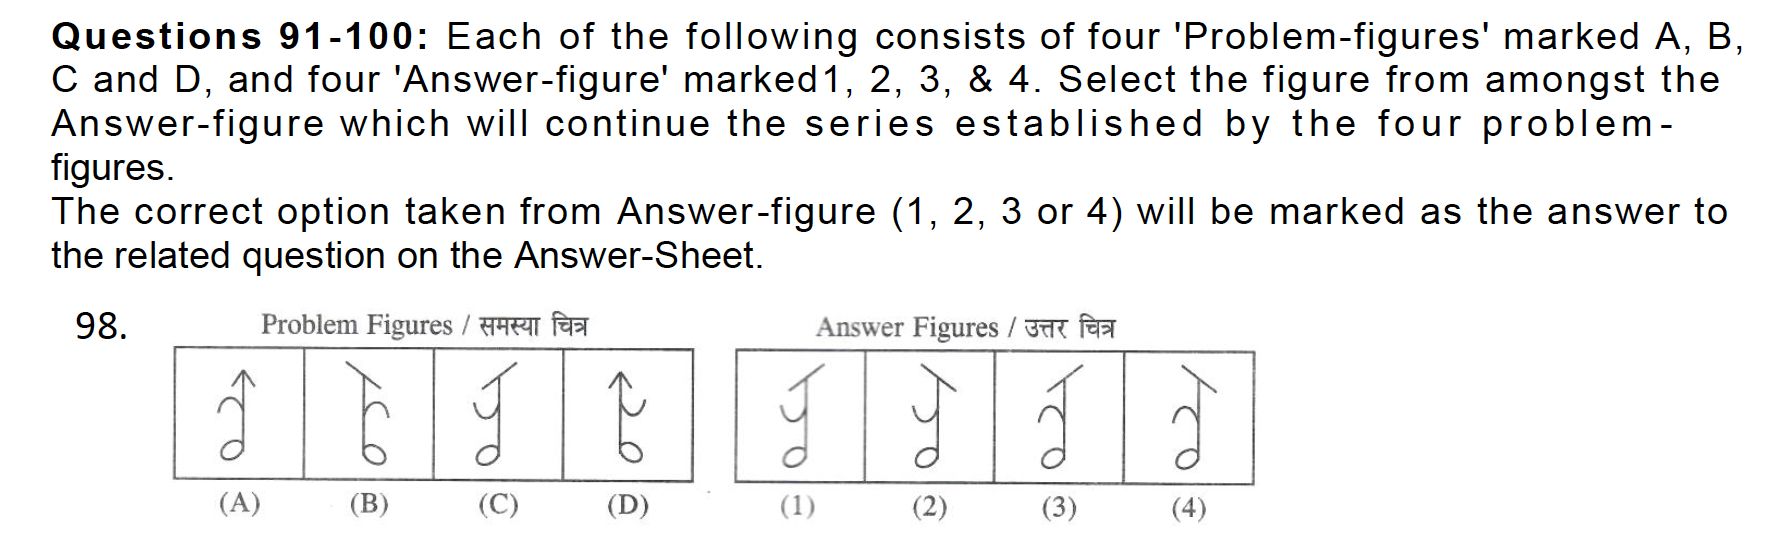 Questions 91-100: Each of the following consists of four 'Problem-figures' marked A, B,
C and D, and four 'Answer-figure' marked1, 2, 3, & 4. Select the figure from amongst the
Answer-figure which will continue the series established by the four problem-
figures.
The correct option taken from Answer-figure (1, 2, 3 or 4) will be marked as the answer to
the related question on the Answer-Sheet.
98.
Problem Figures / समस्या चित्र
(A) (B) (C) (D)
Answer Figures / उत्तर चित्र
(1) (2) (3) (4)